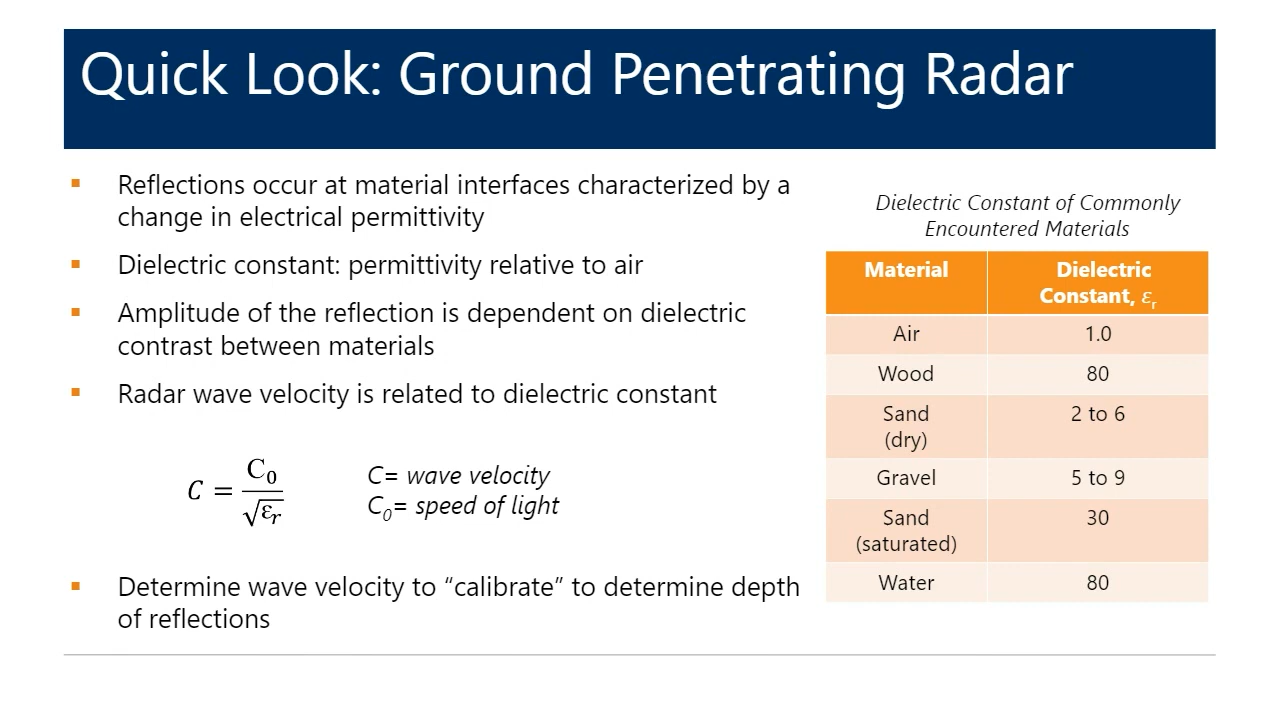 Quick Look: Ground Penetrating Radar
▪ Reflections occur at material interfaces characterized by a
change in electrical permittivity
▪ Dielectric constant: permittivity relative to air
▪ Amplitude of the reflection is dependent on dielectric
contrast between materials
▪ Radar wave velocity is related to dielectric constant
C = C₀ / √εᵣ
C= wave velocity
C₀= speed of light
▪ Determine wave velocity to “calibrate” to determine depth
of reflections
Dielectric Constant of Commonly
Encountered Materials
Material Dielectric
Constant, εᵣ
Air 1.0
Wood 80
Sand 2 to 6
(dry)
Gravel 5 to 9
Sand 30
(saturated)
Water 80